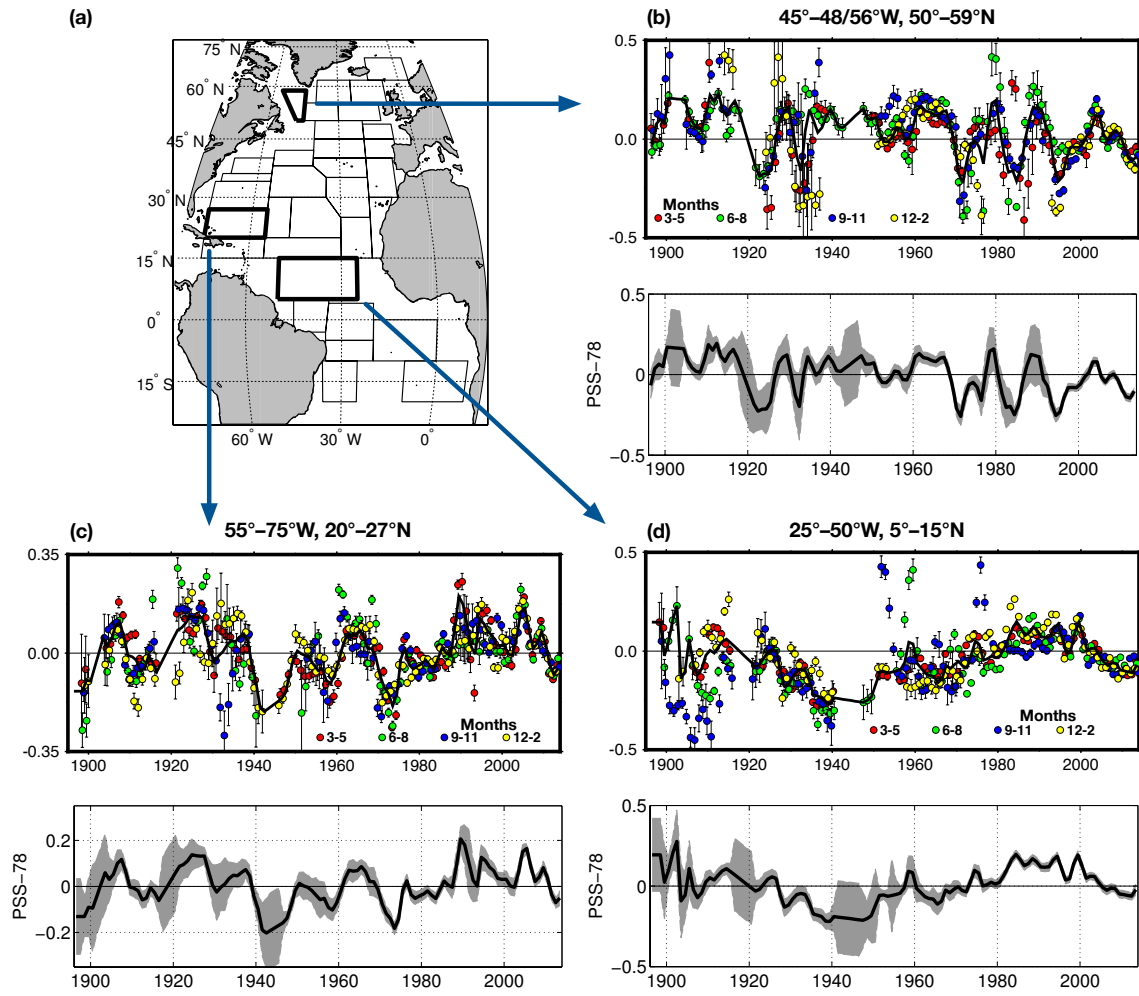 (a)
75° N
60° N
45° N
30° N
15° N
0°
15° S
60° W
30° W
0°
(b)
45°–48/56°W, 50°–59°N
0.5
0.0
-0.5
Months
3-5 6-8 9-11 12-2
1900 1920 1940 1960 1980 2000
0.5
0
−0.5
PSS−78
1900 1920 1940 1960 1980 2000
(c)
55°–75°W, 20°–27°N
0.35
0.00
-0.35
Months
3-5 6-8 9-11 12-2
1900 1920 1940 1960 1980 2000
0.2
0
−0.2
PSS−78
1900 1920 1940 1960 1980 2000
(d)
25°–50°W, 5°–15°N
0.5
0.0
-0.5
Months
3-5 6-8 9-11 12-2
1900 1920 1940 1960 1980 2000
0.5
0
−0.5
PSS−78
1900 1920 1940 1960 1980 2000